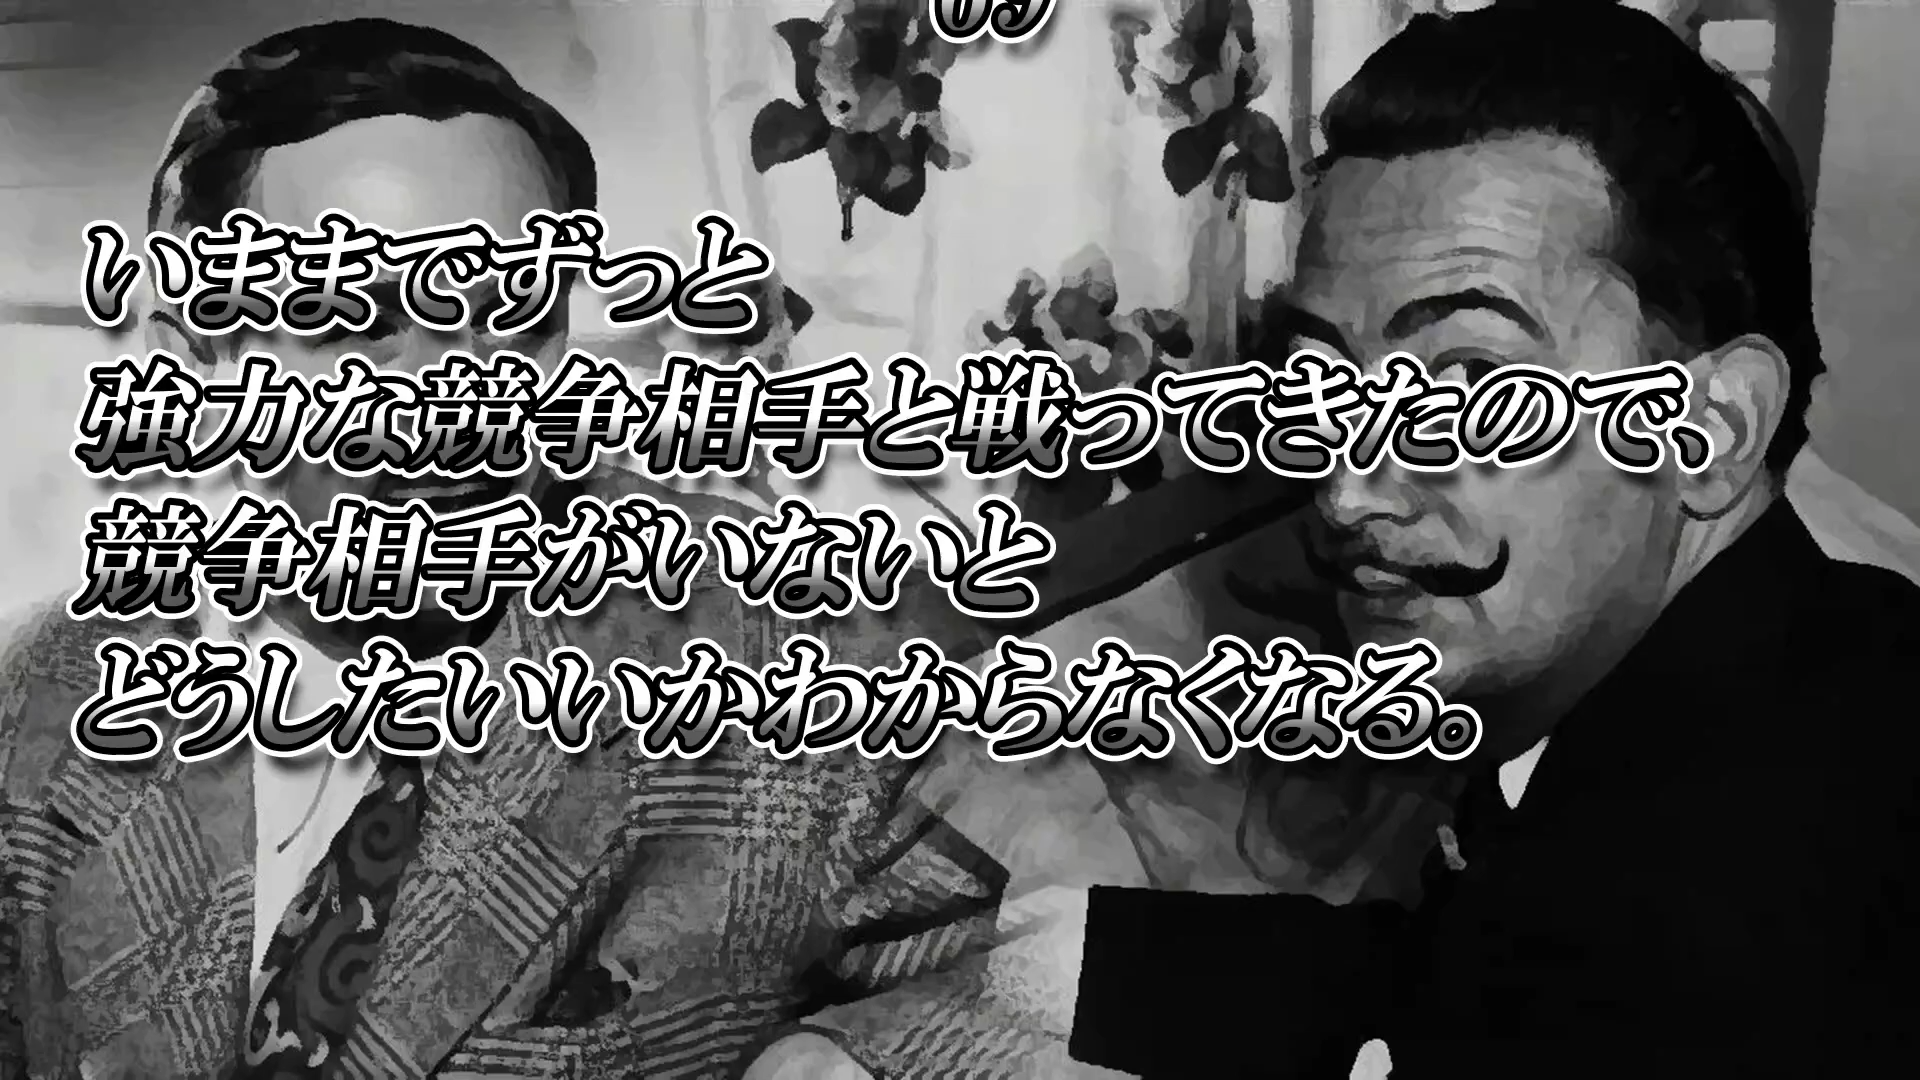 09
いままでずっと
強力な競争相手と戦ってきたので、
競争相手がいないと
どうしたいいかわからなくなる。